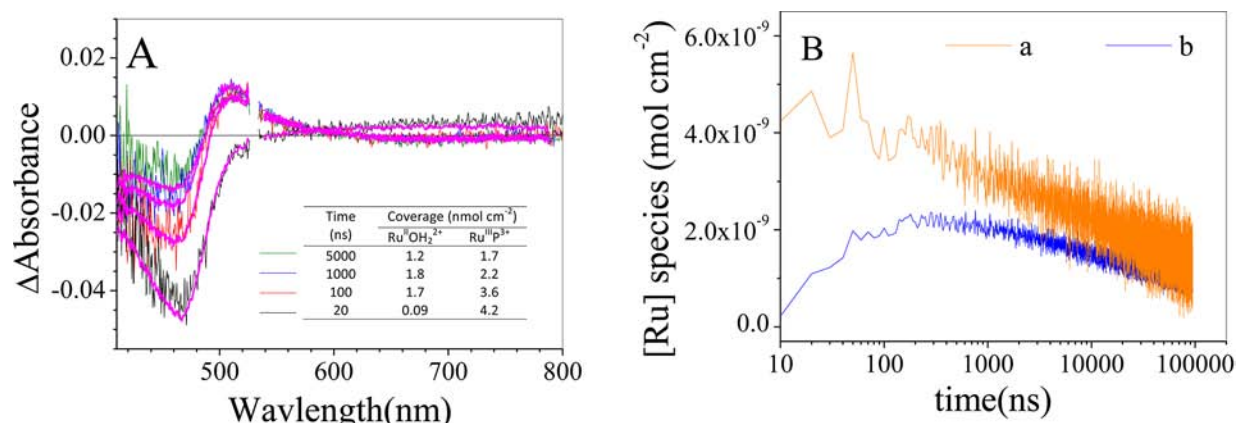 A
0.02
0.00
-0.02
-0.04
ΔAbsorbance
500 600 700 800
Wavlength(nm)
Time Coverage (nmol cm⁻²)
(ns) RuᴵᴵOH₂²⁺ RuᴵᴵᴵP³⁺
5000 1.2 1.7
1000 1.8 2.2
100 1.7 3.6
20 0.09 4.2
B
a b
6.0x10⁻⁹
4.0x10⁻⁹
2.0x10⁻⁹
0.0
[Ru] species (mol cm⁻²)
10 100 1000 10000 100000
time(ns)